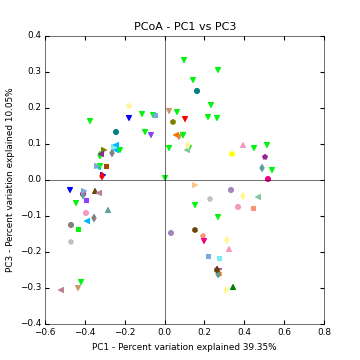 PCoA - PC1 vs PC3
0.4
0.3
0.2
0.1
0.0
−0.1
−0.2
−0.3
−0.4
PC3 - Percent variation explained 10.05%
−0.6 −0.4 −0.2 0.0 0.2 0.4 0.6 0.8
PC1 - Percent variation explained 39.35%